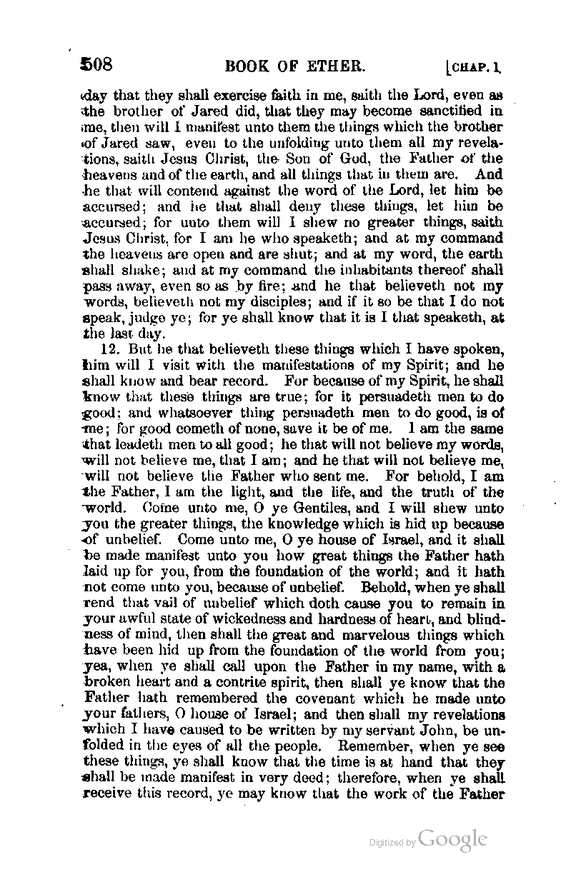 508 BOOK OF ETHER. [CHAP. 1.
day that they shall exercise faith in me, saith the Lord, even as
the brother of Jared did, that they may become sanctified in
me, then will I manifest unto them the things which the brother
of Jared saw, even to the unfolding unto them all my revela-
tions, saith Jesus Christ, the Son of God, the Father of the
heavens and of the earth, and all things that in them are. And
he that will contend against the word of the Lord, let him be
accursed; and he that shall deny these things, let him be
accursed; for unto them will I shew no greater things, saith
Jesus Christ, for I am he who speaketh; and at my command
the heavens are open and are shut; and at my word, the earth
shall shake; and at my command the inhabitants thereof shall
pass away, even so as by fire; and he that believeth not my
words, believeth not my disciples; and if it so be that I do not
speak, judge ye; for ye shall know that it is I that speaketh, at
the last day.
12. But he that believeth these things which I have spoken,
him will I visit with the manifestations of my Spirit; and he
shall know and bear record. For because of my Spirit, he shall
know that these things are true; for it persuadeth men to do
good; and whatsoever thing persuadeth men to do good, is of
me; for good cometh of none, save it be of me. I am the same
that leadeth men to all good; he that will not believe my words,
will not believe me, that I am; and he that will not believe me,
will not believe the Father who sent me. For behold, I am
the Father, I am the light, and the life, and the truth of the
world. Come unto me, O ye Gentiles, and I will shew unto
you the greater things, the knowledge which is hid up because
of unbelief. Come unto me, O ye house of Israel, and it shall
be made manifest unto you how great things the Father hath
laid up for you, from the foundation of the world; and it hath
not come unto you, because of unbelief. Behold, when ye shall
rend that vail of unbelief which doth cause you to remain in
your awful state of wickedness and hardness of heart, and blind-
ness of mind, then shall the great and marvelous things which
have been hid up from the foundation of the world from you;
yea, when ye shall call upon the Father in my name, with a
broken heart and a contrite spirit, then shall ye know that the
Father hath remembered the covenant which he made unto
your fathers, O house of Israel; and then shall my revelations
which I have caused to be written by my servant John, be un-
folded in the eyes of all the people. Remember, when ye see
these things, ye shall know that the time is at hand that they
shall be made manifest in very deed; therefore, when ye shall
receive this record, ye may know that the work of the Father
Digitized by Google